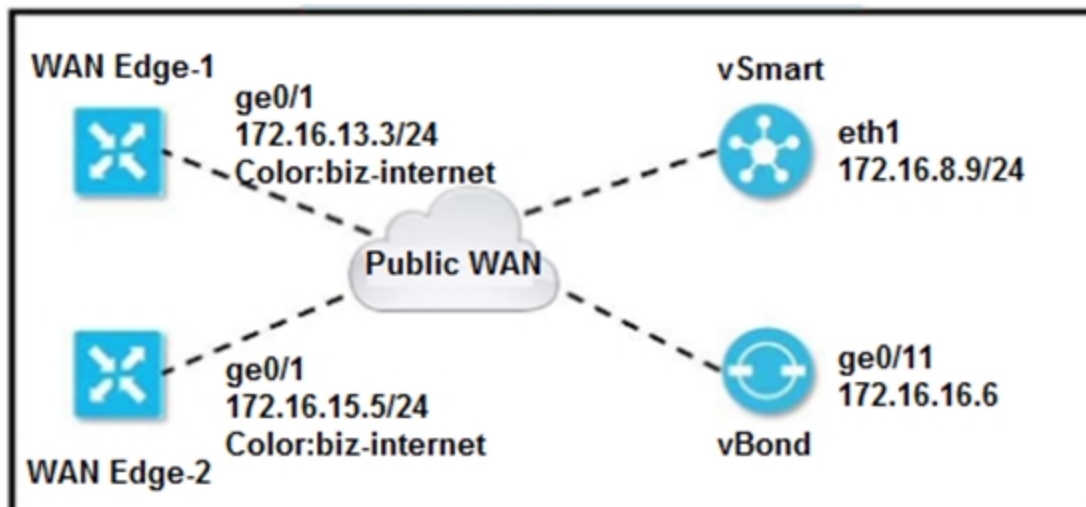 WAN Edge-1
ge0/1
172.16.13.3/24
Color:biz-internet
vSmart
eth1
172.16.8.9/24
Public WAN
ge0/1
172.16.15.5/24
Color:biz-internet
WAN Edge-2
ge0/11
172.16.16.6
vBond